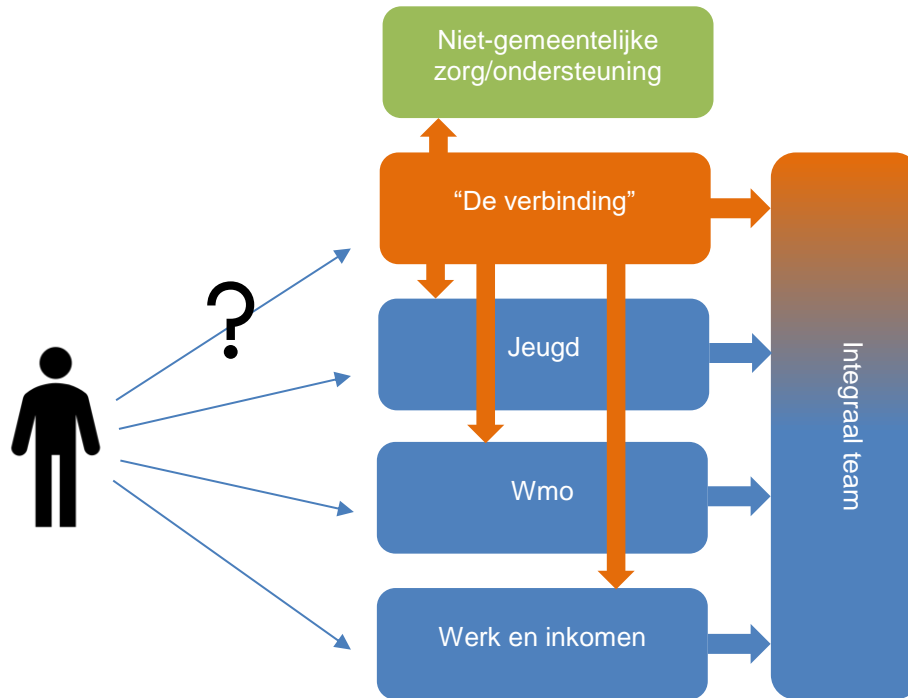 Niet-gemeentelijke
zorg/ondersteuning
“De verbinding”
?
Jeugd
Wmo
Werk en inkomen
Integraal team